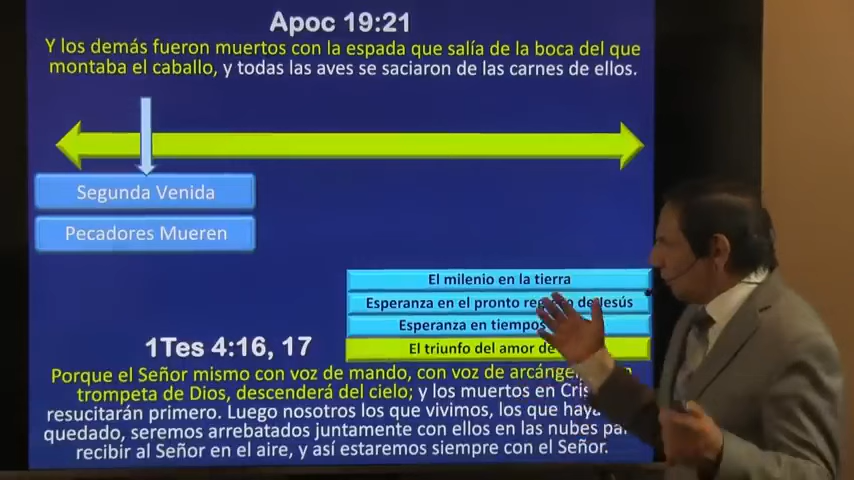 Apoc 19:21
Y los demás fueron muertos con la espada que salía de la boca del que
montaba el caballo, y todas las aves se saciaron de las carnes de ellos.
Segunda Venida
Pecadores Mueren
El milenio en la tierra
Esperanza en el pronto de Jesús
Esperanza en tiempos
El triunfo del amor de
1Tes 4:16, 17
Porque el Señor mismo con voz de mando, con voz de
trompeta de Dios, descenderá del cielo; y los muertos en
resucitarán primero. Luego nosotros los que vivimos, los que
quedado, seremos arrebatados juntamente con ellos en las nubes
recibir al Señor en el aire, y así estaremos siempre con el Señor.